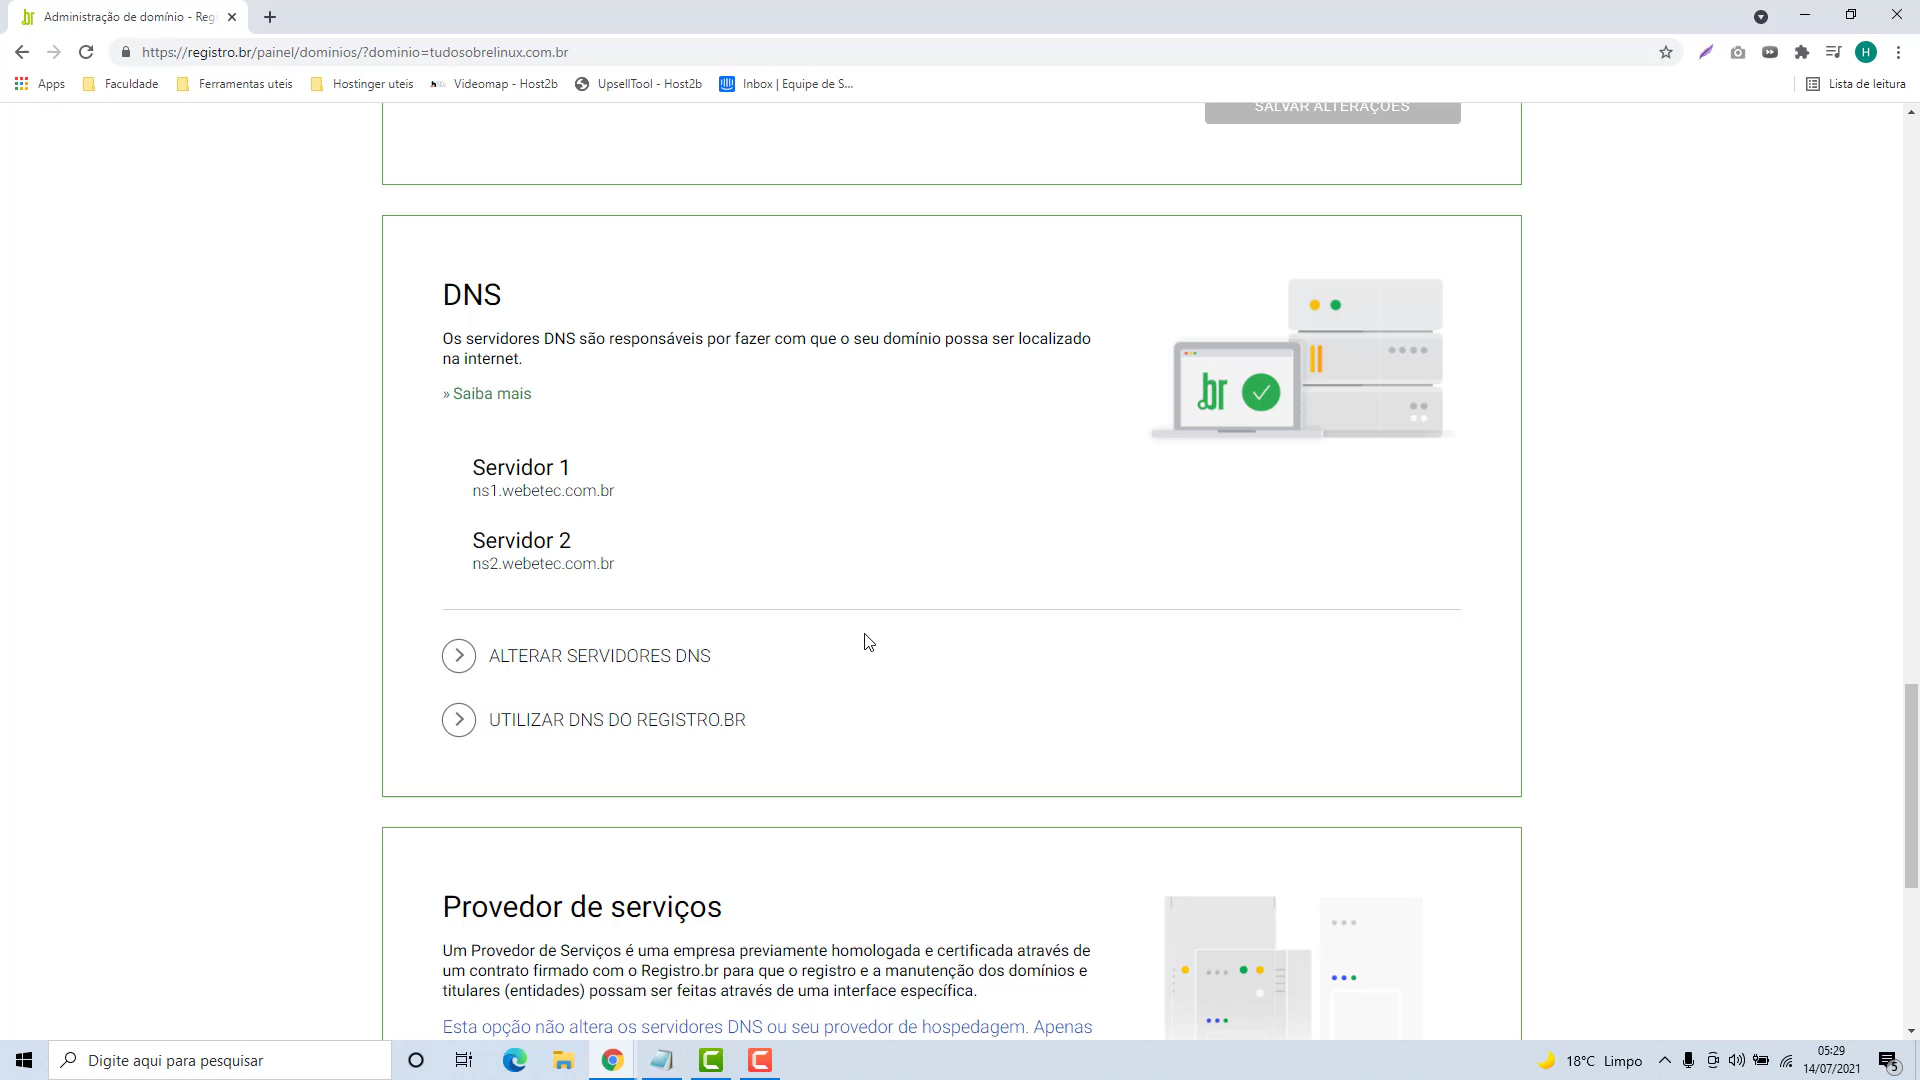 Administração de domínio - Reg
https://registro.br/painel/dominios/?dominio=tudosobrelinux.com.br
H
Apps
Faculdade
Ferramentas uteis
Hostinger uteis
Videomap - Host2b
UpsellTool - Host2b
Inbox | Equipe de S...
Lista de leitura
SALVAR ALTERAÇÕES
DNS
Os servidores DNS são responsáveis por fazer com que o seu domínio possa ser localizado
na internet.
» Saiba mais
.br
Servidor 1
ns1.webetec.com.br
Servidor 2
ns2.webetec.com.br
ALTERAR SERVIDORES DNS
UTILIZAR DNS DO REGISTRO.BR
Provedor de serviços
Um Provedor de Serviços é uma empresa previamente homologada e certificada através de
um contrato firmado com o Registro.br para que o registro e a manutenção dos domínios e
titulares (entidades) possam ser feitas através de uma interface específica.
Esta opção não altera os servidores DNS ou seu provedor de hospedagem. Apenas
Digite aqui para pesquisar
18°C Limpo
05:29
14/07/2021
5